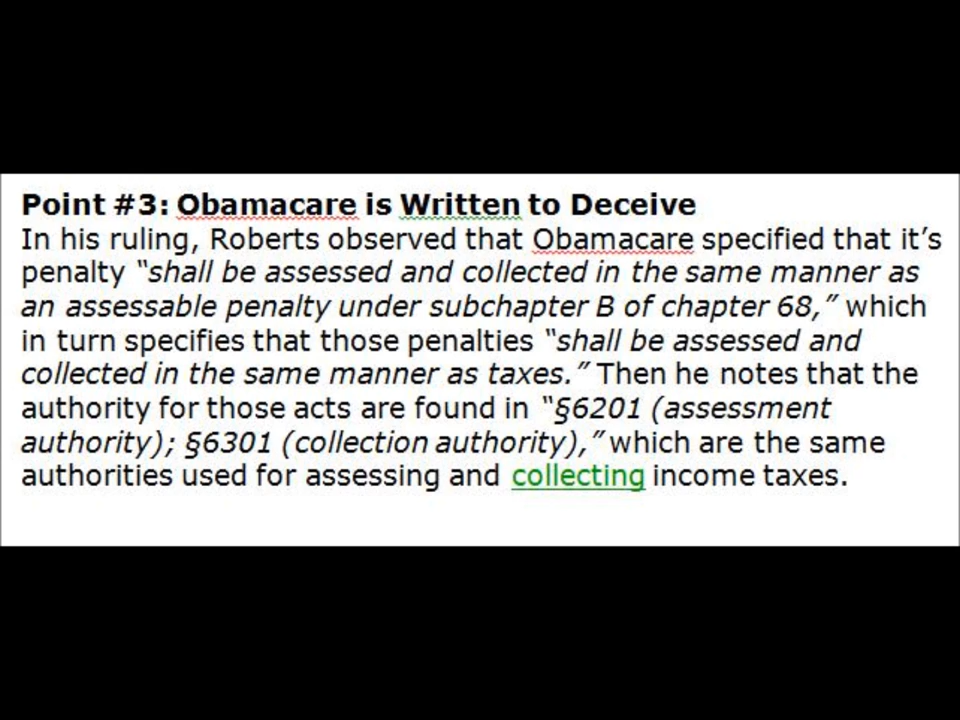 Point #3: Obamacare is Written to Deceive
In his ruling, Roberts observed that Obamacare specified that it’s
penalty “shall be assessed and collected in the same manner as
an assessable penalty under subchapter B of chapter 68,” which
in turn specifies that those penalties “shall be assessed and
collected in the same manner as taxes.” Then he notes that the
authority for those acts are found in “§6201 (assessment
authority); §6301 (collection authority),” which are the same
authorities used for assessing and collecting income taxes.